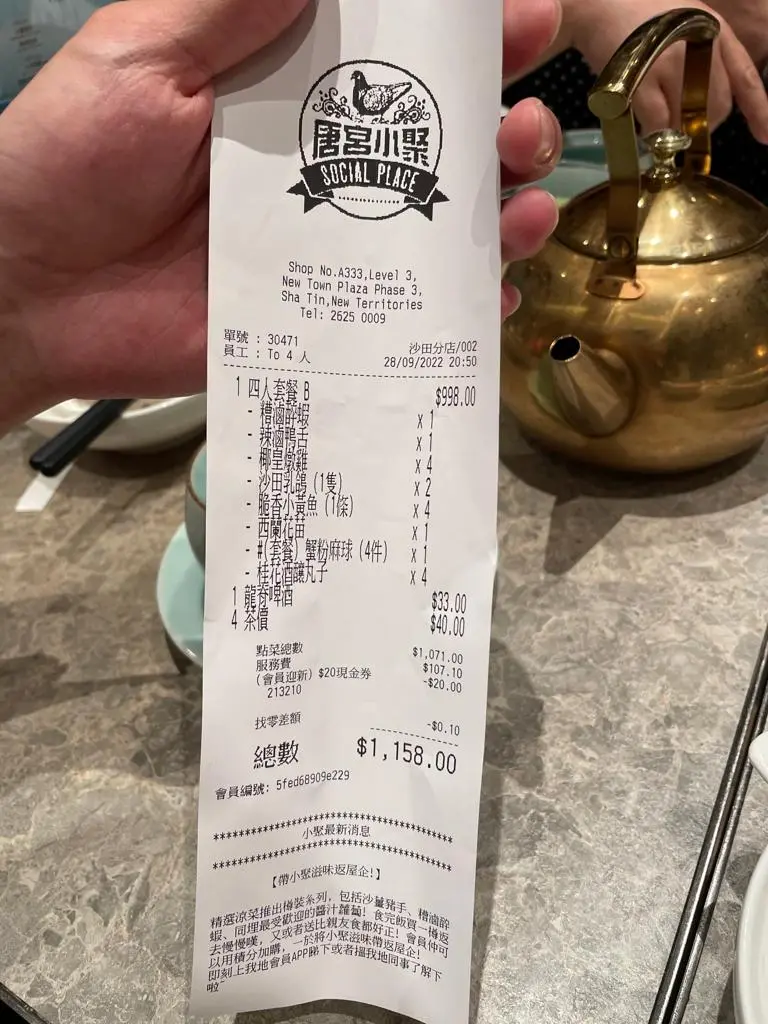 唐宮小聚
SOCIAL PLACE
Shop No.A333,Level 3,
New Town Plaza Phase 3,
Sha Tin,New Territories
Tel: 2625 0009
單號 : 30471 沙田分店/002
員工 : To 4 人 28/09/2022 20:50
1 四人套餐 B $998.00
- 糟滷醉蝦 x 1
- 辣滷鴨舌 x 1
- 椰皇燉雞 x 4
- 沙田乳鴿 (1隻) x 2
- 脆香小黃魚 (1條) x 4
- 西蘭花苗 x 1
- #(套餐) 蟹粉麻球 (4件) x 1
- 桂花酒釀丸子 x 4
1 龍脊啤酒 $33.00
4 茶價 $40.00
點菜總數 $1,071.00
服務費 $107.10
(會員迎新) $20現金券 -$20.00
213210
找零差額 -$0.10
總數 $1,158.00
會員編號: 5fed68909e229
****************************************
小聚最新消息
****************************************
【帶小聚滋味返屋企!】
精選涼菜推出樽裝系列, 包括沙薑豬手、糟滷醉
蝦、同埋最受歡迎的醬汁蘿蔔! 食完飯買一樽返
去慢慢嘆, 又或者送比親友食都好正! 會員仲可
以用積分加購, 一於將小聚滋味帶返屋企!
即刻上我地會員APP睇下或者搵我地同事了解下
啦~